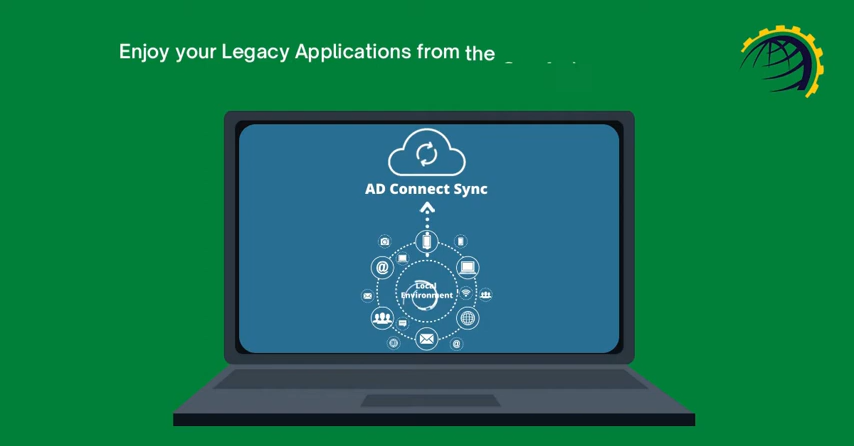 Enjoy your Legacy Applications from the
AD Connect Sync
Local
Environment